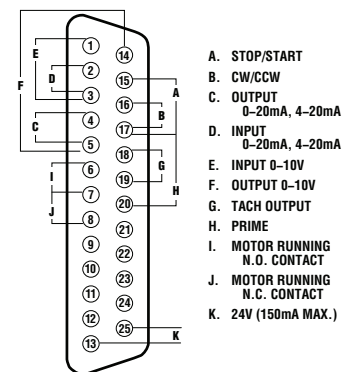 1
2
3
4
5
6
7
8
9
10
11
12
13
14
15
16
17
18
19
20
21
22
23
24
25
E
D
F
C
I
J
A
B
G
H
K
A. STOP/START
B. CW/CCW
C. OUTPUT
0–20mA, 4–20mA
D. INPUT
0–20mA, 4–20mA
E. INPUT 0–10V
F. OUTPUT 0–10V
G. TACH OUTPUT
H. PRIME
I. MOTOR RUNNING
N.O. CONTACT
J. MOTOR RUNNING
N.C. CONTACT
K. 24V (150mA MAX.)